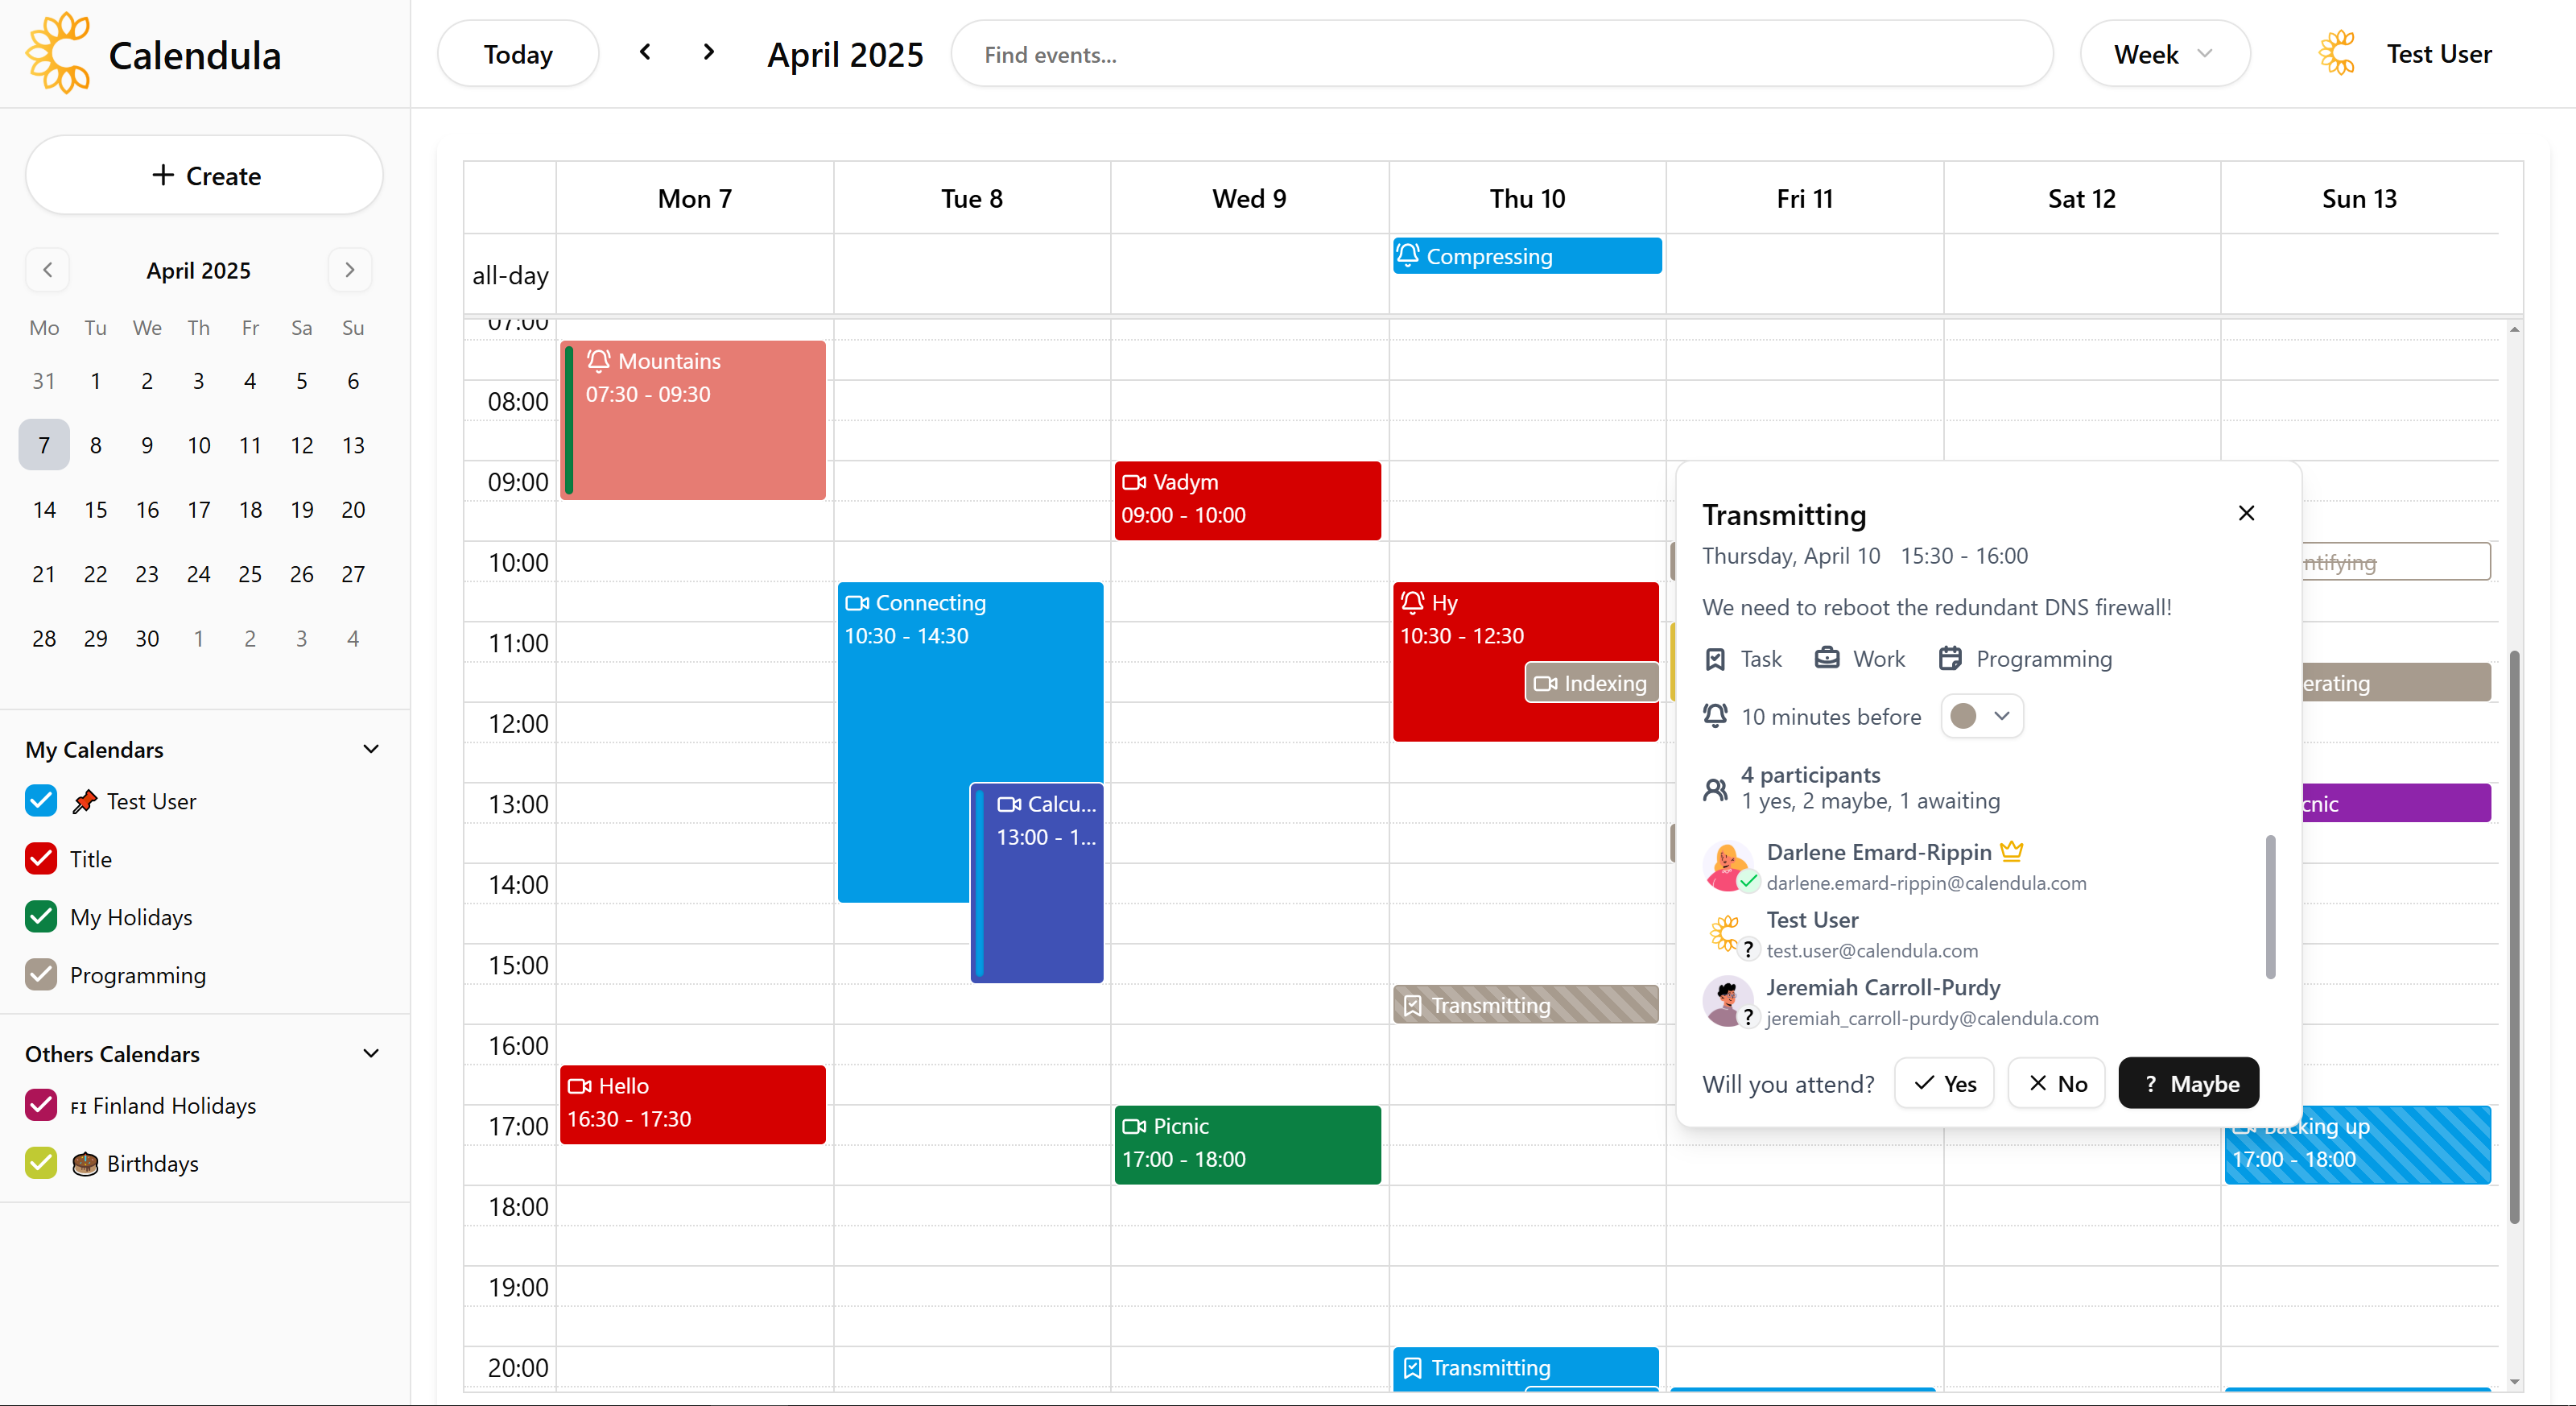 Calendula
Today
April 2025
Find events...
Week
Test User
+ Create
April 2025
Mo Tu We Th Fr Sa Su
31 1 2 3 4 5 6
7 8 9 10 11 12 13
14 15 16 17 18 19 20
21 22 23 24 25 26 27
28 29 30 1 2 3 4
My Calendars
Test User
Title
My Holidays
Programming
Others Calendars
FI Finland Holidays
Birthdays
Mon 7 Tue 8 Wed 9 Thu 10 Fri 11 Sat 12 Sun 13
all-day
Compressing
07:00
08:00
09:00
10:00
11:00
12:00
13:00
14:00
15:00
16:00
17:00
18:00
19:00
20:00
Mountains
07:30 - 09:30
Hello
16:30 - 17:30
Connecting
10:30 - 14:30
Calcu...
13:00 - 1...
Vadym
09:00 - 10:00
Picnic
17:00 - 18:00
Hy
10:30 - 12:30
Indexing
Transmitting
Transmitting
ntifying
erating
cnic
Backing up
17:00 - 18:00
Transmitting
Thursday, April 10 15:30 - 16:00
We need to reboot the redundant DNS firewall!
Task Work Programming
10 minutes before
4 participants
1 yes, 2 maybe, 1 awaiting
Darlene Emard-Rippin
darlene.emard-rippin@calendula.com
Test User
? test.user@calendula.com
Jeremiah Carroll-Purdy
? jeremiah_carroll-purdy@calendula.com
Will you attend? Yes No ? Maybe